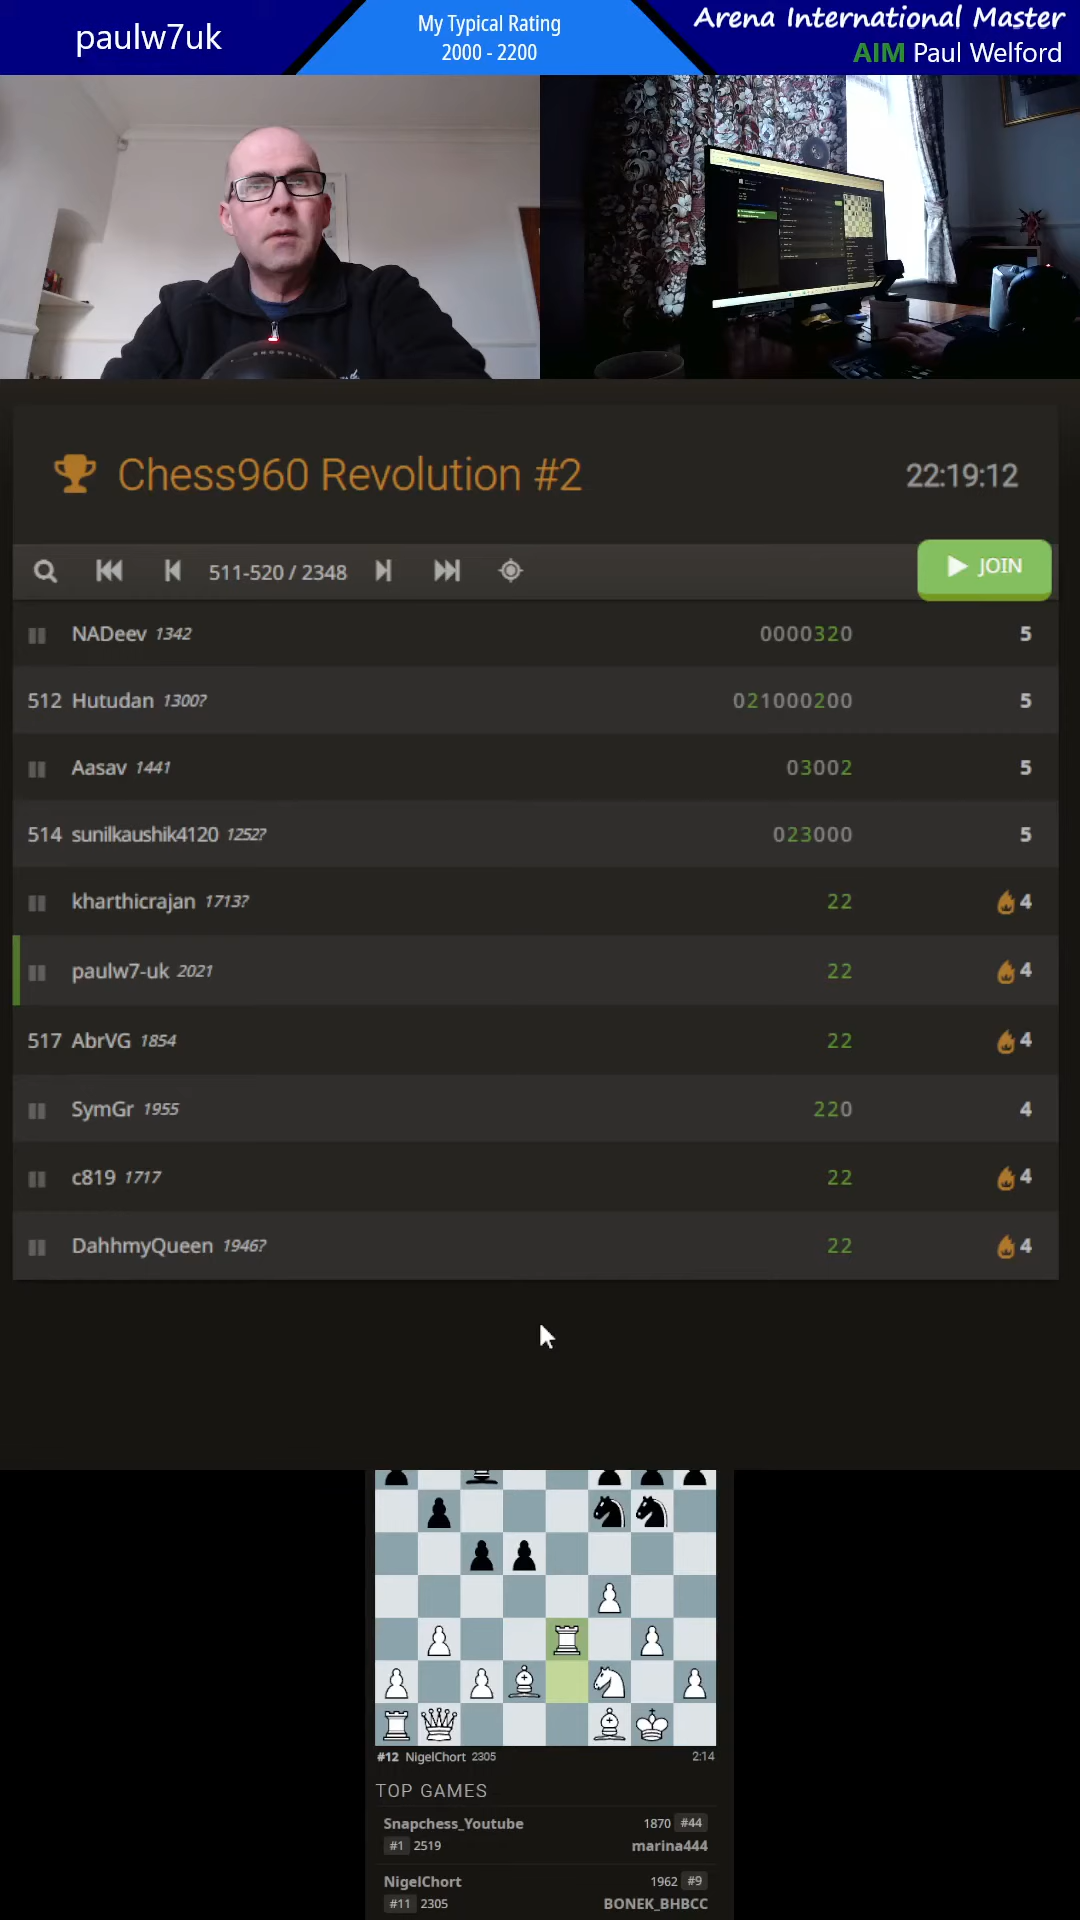 paulw7uk
My Typical Rating
2000 - 2200
Arena International Master
AIM Paul Welford
Chess960 Revolution #2
22:19:12
511-520 / 2348
JOIN
NADeev 1342 0000320 5
512 Hutudan 1300? 021000200 5
Aasav 1441 03002 5
514 sunilkaushik4120 1252? 023000 5
kharthicrajan 1713? 22 4
paulw7-uk 2021 22 4
517 AbrVG 1854 22 4
SymGr 1955 220 4
c819 1717 22 4
DahhmyQueen 1946? 22 4
#12 NigelChort 2305 2:14
TOP GAMES
Snapchess_Youtube 1870 #44
#1 2519 marina444
NigelChort 1962 #9
#11 2305 BONEK_BHBCC